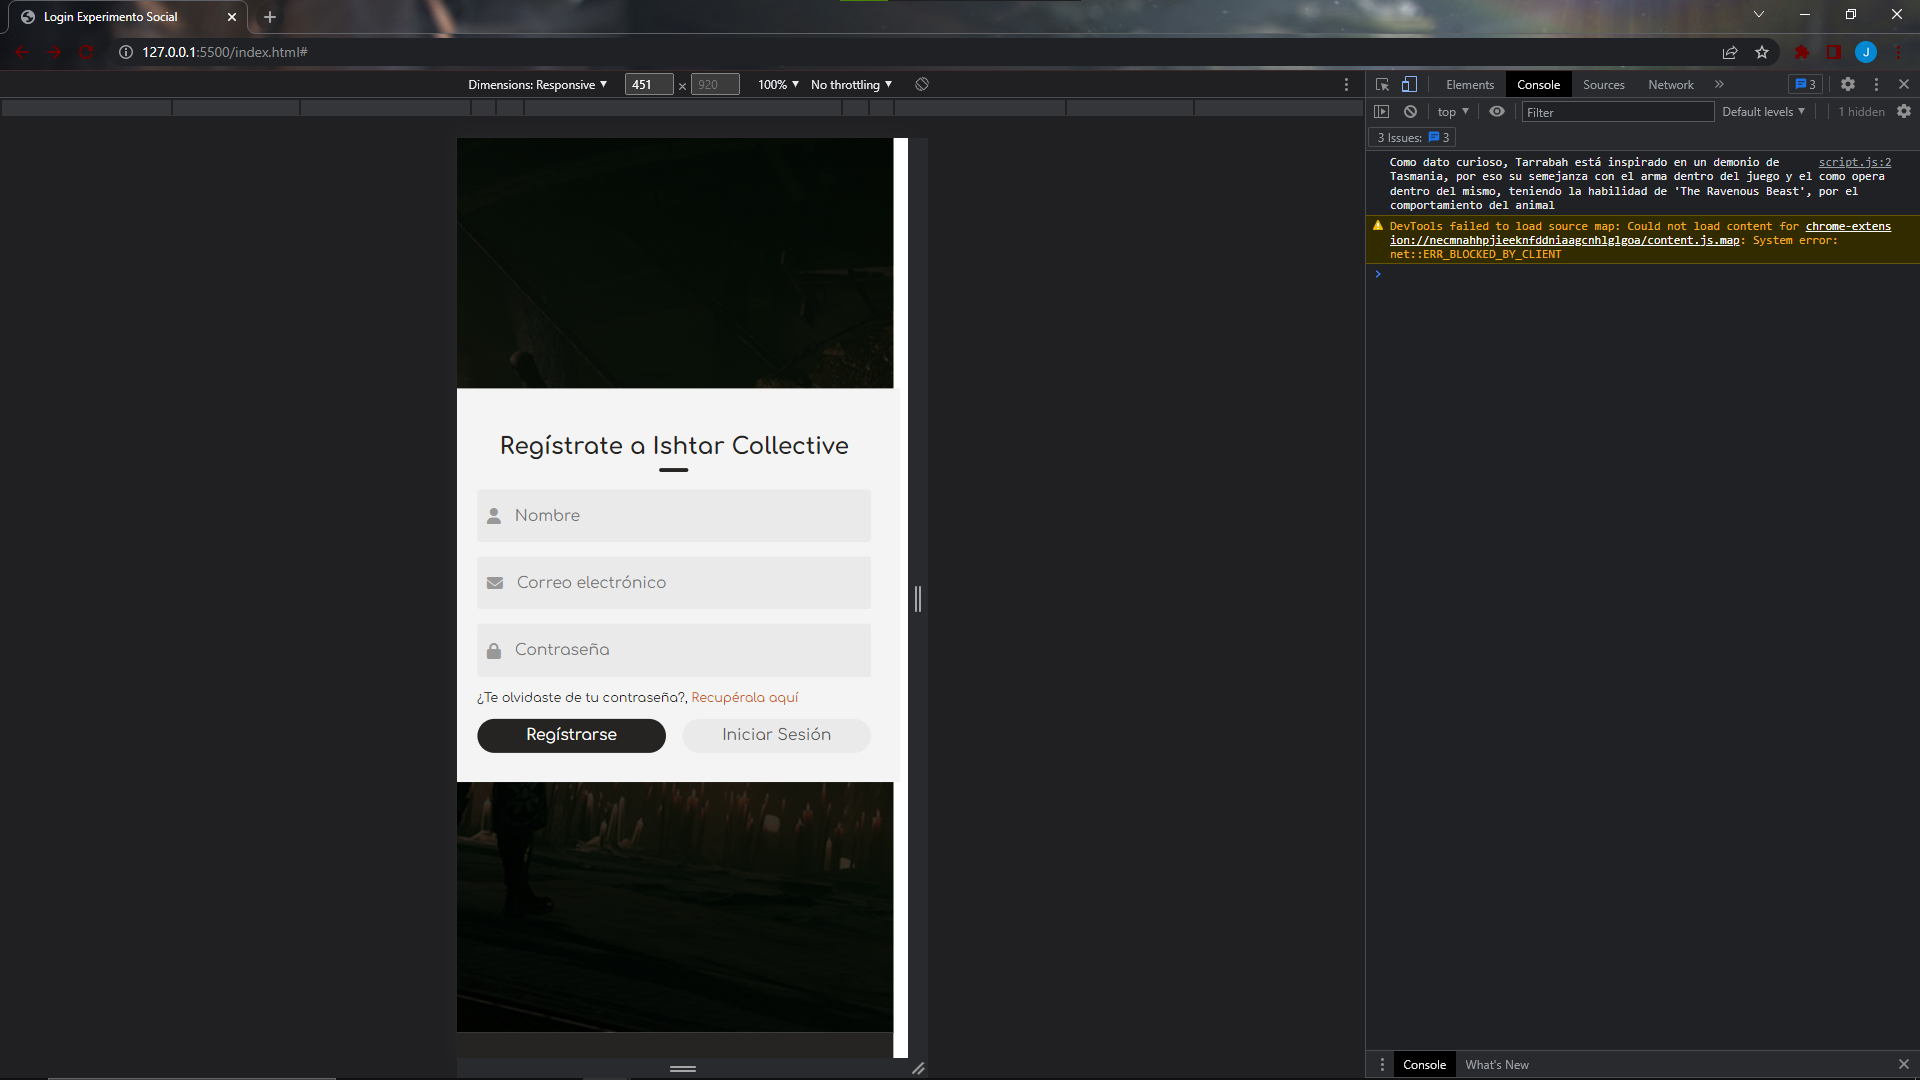 Login Experimento Social
127.0.0.1:5500/index.html#
Dimensions: Responsive 451 × 920 100% No throttling
Elements Console Sources Network 3
top Filter Default levels 1 hidden
3 Issues: 3
Como dato curioso, Tarrabah está inspirado en un demonio de script.js:2
Tasmania, por eso su semejanza con el arma dentro del juego y el como opera
dentro del mismo, teniendo la habilidad de 'The Ravenous Beast', por el
comportamiento del animal
DevTools failed to load source map: Could not load content for chrome-extens
ion://necmnahhpjieeknfddniaagcnhlglgoa/content.js.map: System error:
net::ERR_BLOCKED_BY_CLIENT
J
Regístrate a Ishtar Collective
Nombre
Correo electrónico
Contraseña
¿Te olvidaste de tu contraseña?, Recupérala aquí
Regístrarse Iniciar Sesión
Console What's New